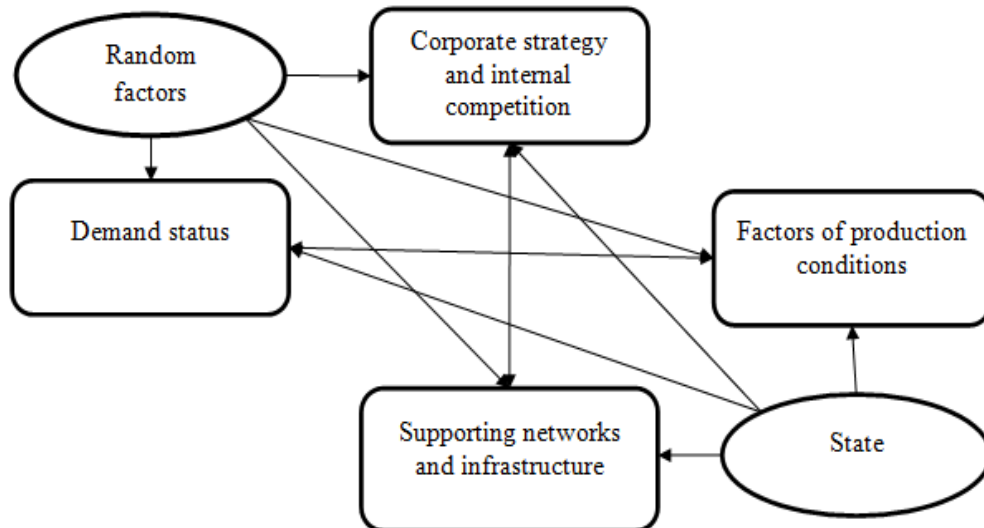 Random
factors
Corporate strategy
and internal
competition
Demand status
Factors of production
conditions
Supporting networks
and infrastructure
State